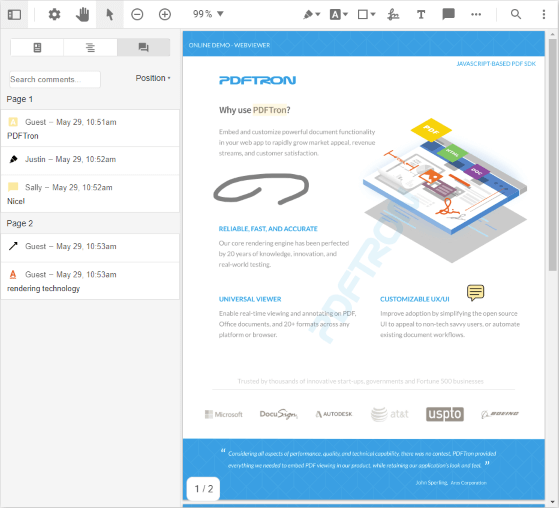 99 %
Search comments...
Position
Page 1
Guest – May 29, 10:51am
PDFTron
Justin – May 29, 10:52am
Sally – May 29, 10:52am
Nice!
Page 2
Guest – May 29, 10:53am
Guest – May 29, 10:53am
rendering technology
ONLINE DEMO - WEBVIEWER
JAVASCRIPT-BASED PDF SDK
PDFTRON
Why use PDFTron?
Embed and customize powerful document functionality
in your web app to rapidly grow market appeal, revenue
streams, and customer satisfaction.
PDF
RELIABLE, FAST, AND ACCURATE
Our core rendering engine has been perfected
by 20 years of knowledge, innovation, and
real-world testing.
PDFTRON
UNIVERSAL VIEWER
Enable real-time viewing and annotating on PDF,
Office documents, and 20+ formats across any
platform or browser.
CUSTOMIZABLE UX/UI
Improve adoption by simplifying the open source
UI to appeal to non-tech savvy users, or automate
existing document workflows.
Trusted by thousands of innovative start-ups, governments and Fortune 500 businesses
Microsoft DocuSign AUTODESK at&t uspto BOEING
“ Considering all aspects of performance, quality, and technical capability, there was no contest. PDFTron provided
everything we needed to embed PDF viewing in our product, while retaining our application's look and feel. ”
John Sperling,
1 / 2